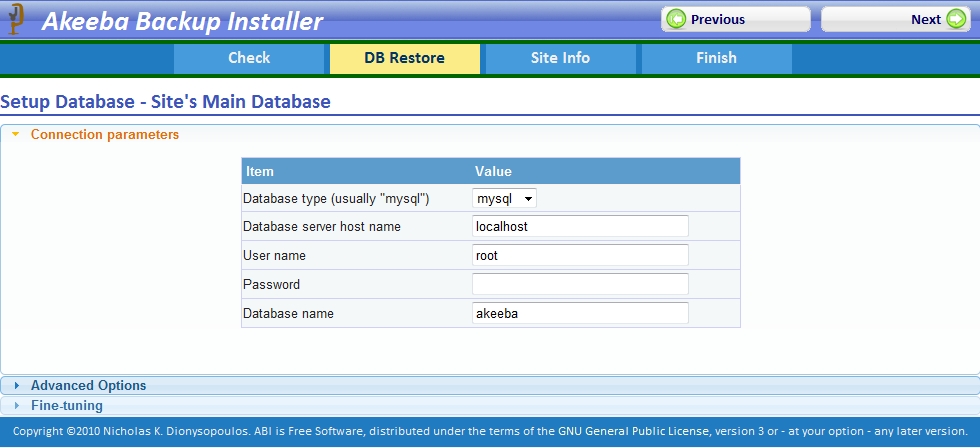 Akeeba Backup Installer
Previous
Next
Check
DB Restore
Site Info
Finish
Setup Database - Site's Main Database
Connection parameters
Item Value
Database type (usually "mysql") mysql
Database server host name localhost
User name root
Password
Database name akeeba
Advanced Options
Fine-tuning
Copyright ©2010 Nicholas K. Dionysopoulos. ABI is Free Software, distributed under the terms of the GNU General Public License, version 3 or - at your option - any later version.